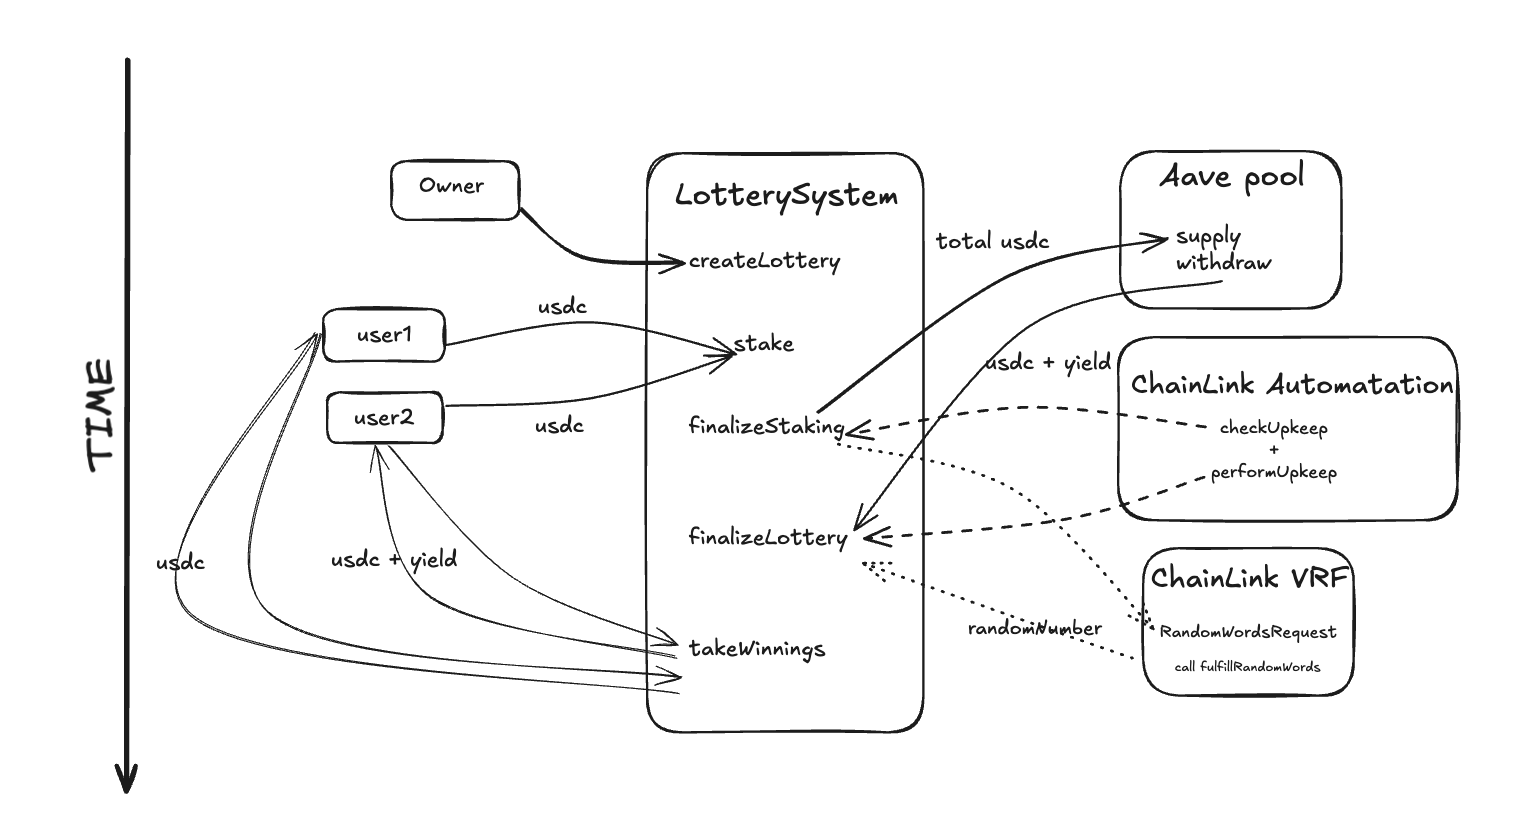 TIME
Owner
LotterySystem
createLottery
Aave pool
total usdc
supply
withdraw
usdc
user1
stake
usdc + yield
ChainLink Automatation
user2
usdc
finalizeStaking
checkUpkeep
+
performUpkeep
finalizeLottery
usdc
usdc + yield
ChainLink VRF
randomNumber
RandomWordsRequest
takeWinnings
call fulfillRandomWords